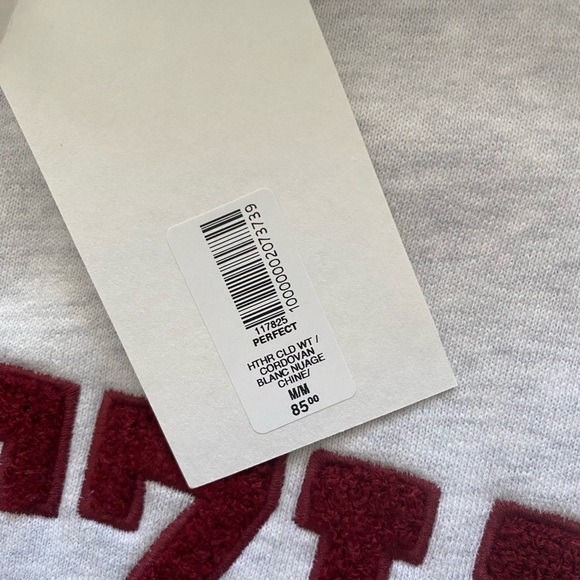 10000002073739
117825
PERFECT
HTHR CLD WT /
CORDOVAN
BLANC NUAGE
CHINE/
M/M
85.00